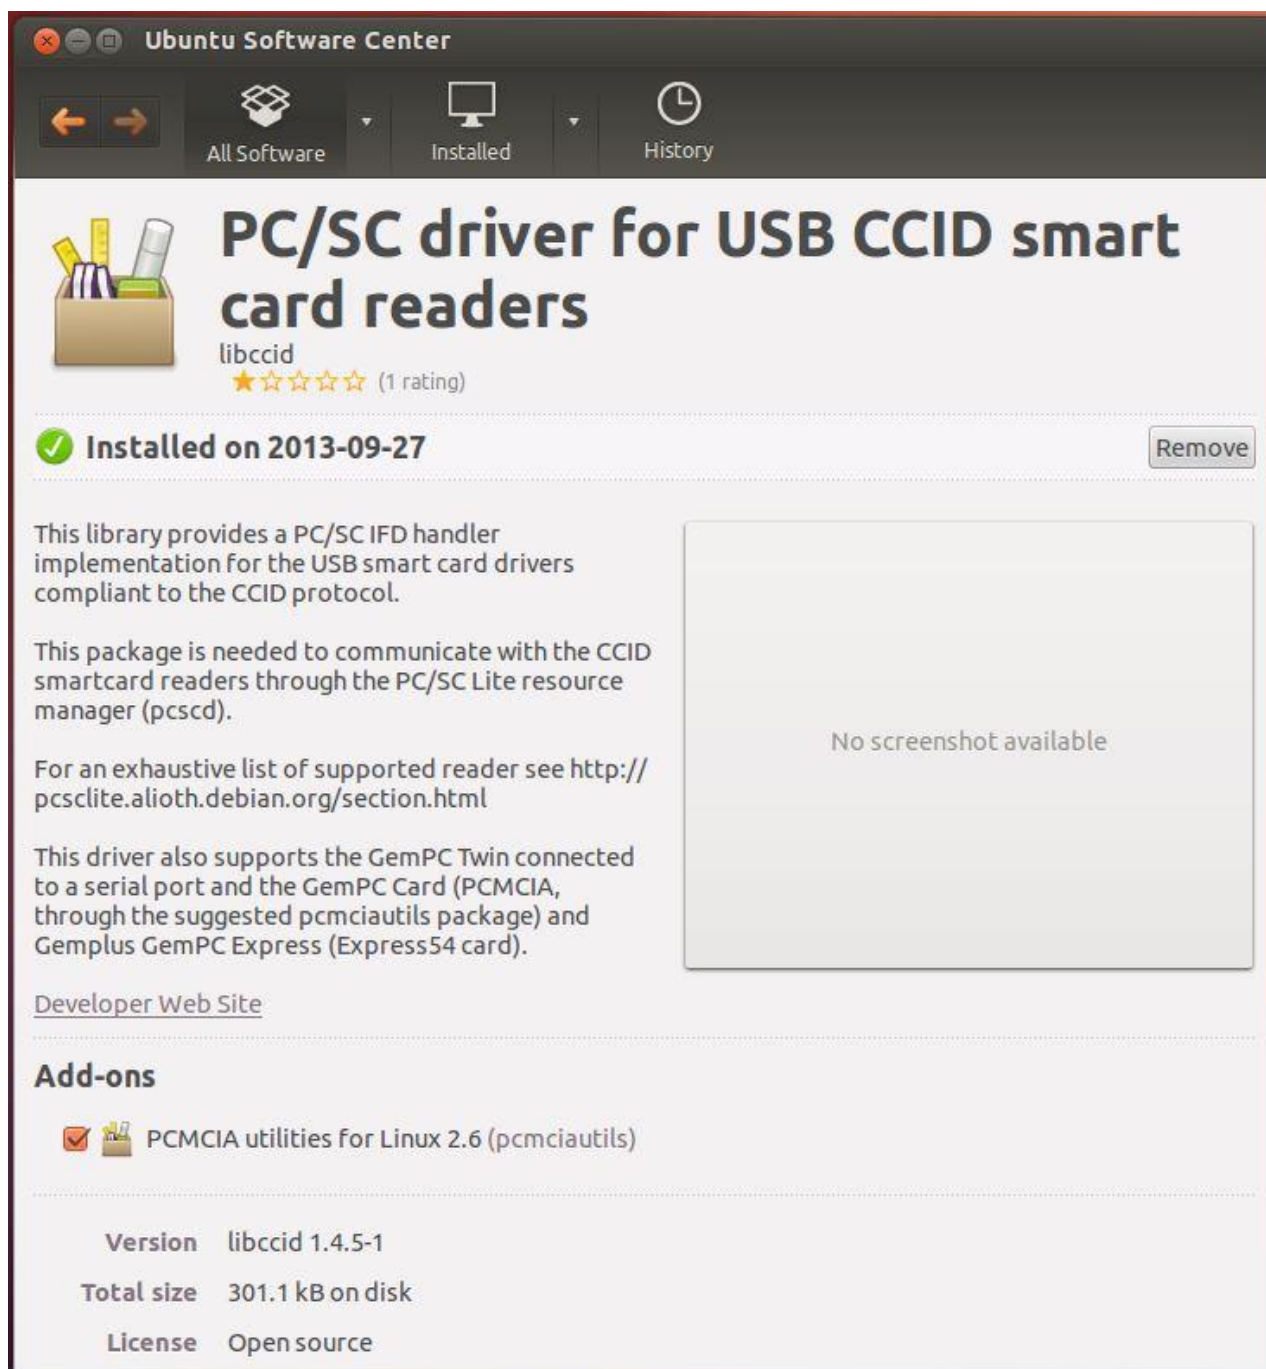 Ubuntu Software Center
All Software
Installed
History
PC/SC driver for USB CCID smart
card readers
libccid
(1 rating)
Installed on 2013-09-27
Remove
This library provides a PC/SC IFD handler
implementation for the USB smart card drivers
compliant to the CCID protocol.
This package is needed to communicate with the CCID
smartcard readers through the PC/SC Lite resource
manager (pcscd).
For an exhaustive list of supported reader see http://
pcsclite.alioth.debian.org/section.html
This driver also supports the GemPC Twin connected
to a serial port and the GemPC Card (PCMCIA,
through the suggested pcmciautils package) and
Gemplus GemPC Express (Express54 card).
No screenshot available
Developer Web Site
Add-ons
PCMCIA utilities for Linux 2.6 (pcmciautils)
Version libccid 1.4.5-1
Total size 301.1 kB on disk
License Open source